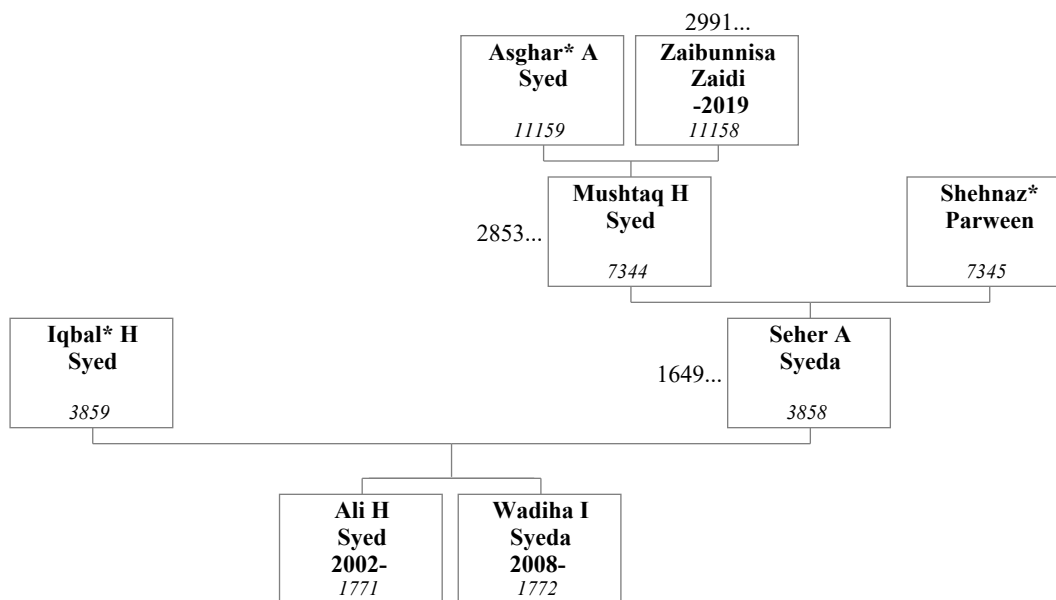 2991...
Asghar* A
Syed
11159
Zaibunnisa
Zaidi
-2019
11158
2853...
Mushtaq H
Syed
7344
Shehnaz*
Parween
7345
Iqbal* H
Syed
3859
1649...
Seher A
Syeda
3858
Ali H
Syed
2002-
1771
Wadiha I
Syeda
2008-
1772